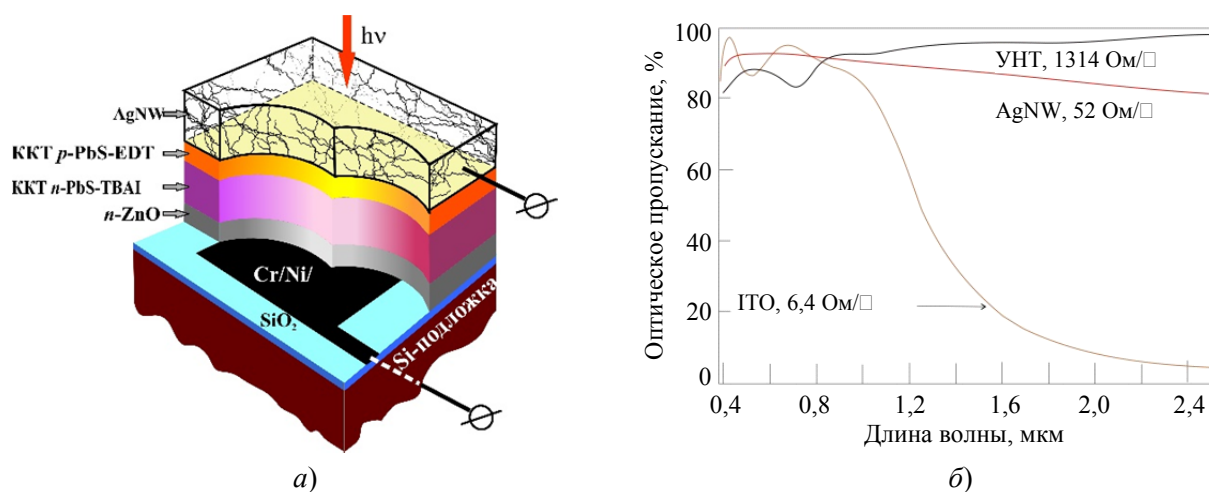 hν
AgNW
ККТ p-PbS-EDT
ККТ n-PbS-TBAI
n-ZnO
Cr/Ni/
SiO₂
Si-подложка
а)
Оптическое пропускание, %
100
80
60
40
20
0
УНТ, 1314 Ом/□
AgNW, 52 Ом/□
ITO, 6,4 Ом/□
0,4 0,8 1,2 1,6 2,0 2,4
Длина волны, мкм
б)